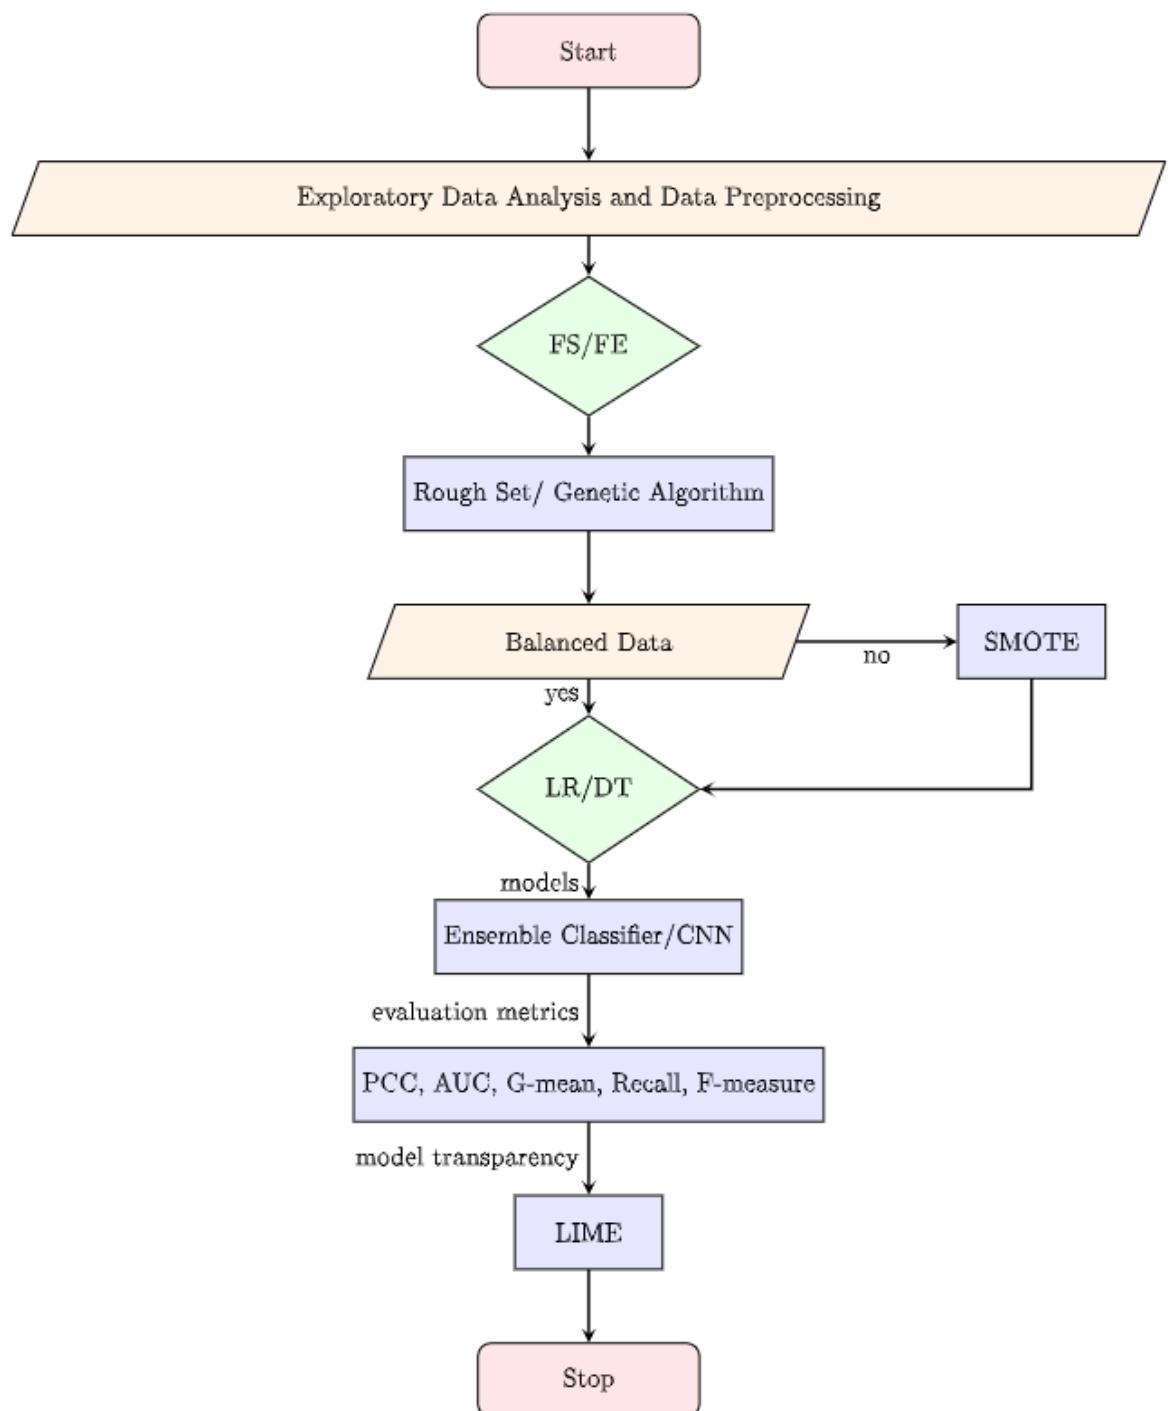 Start
Exploratory Data Analysis and Data Preprocessing
FS/FE
Rough Set/ Genetic Algorithm
Balanced Data
no
SMOTE
yes
LR/DT
models
Ensemble Classifier/CNN
evaluation metrics
PCC, AUC, G-mean, Recall, F-measure
model transparency
LIME
Stop